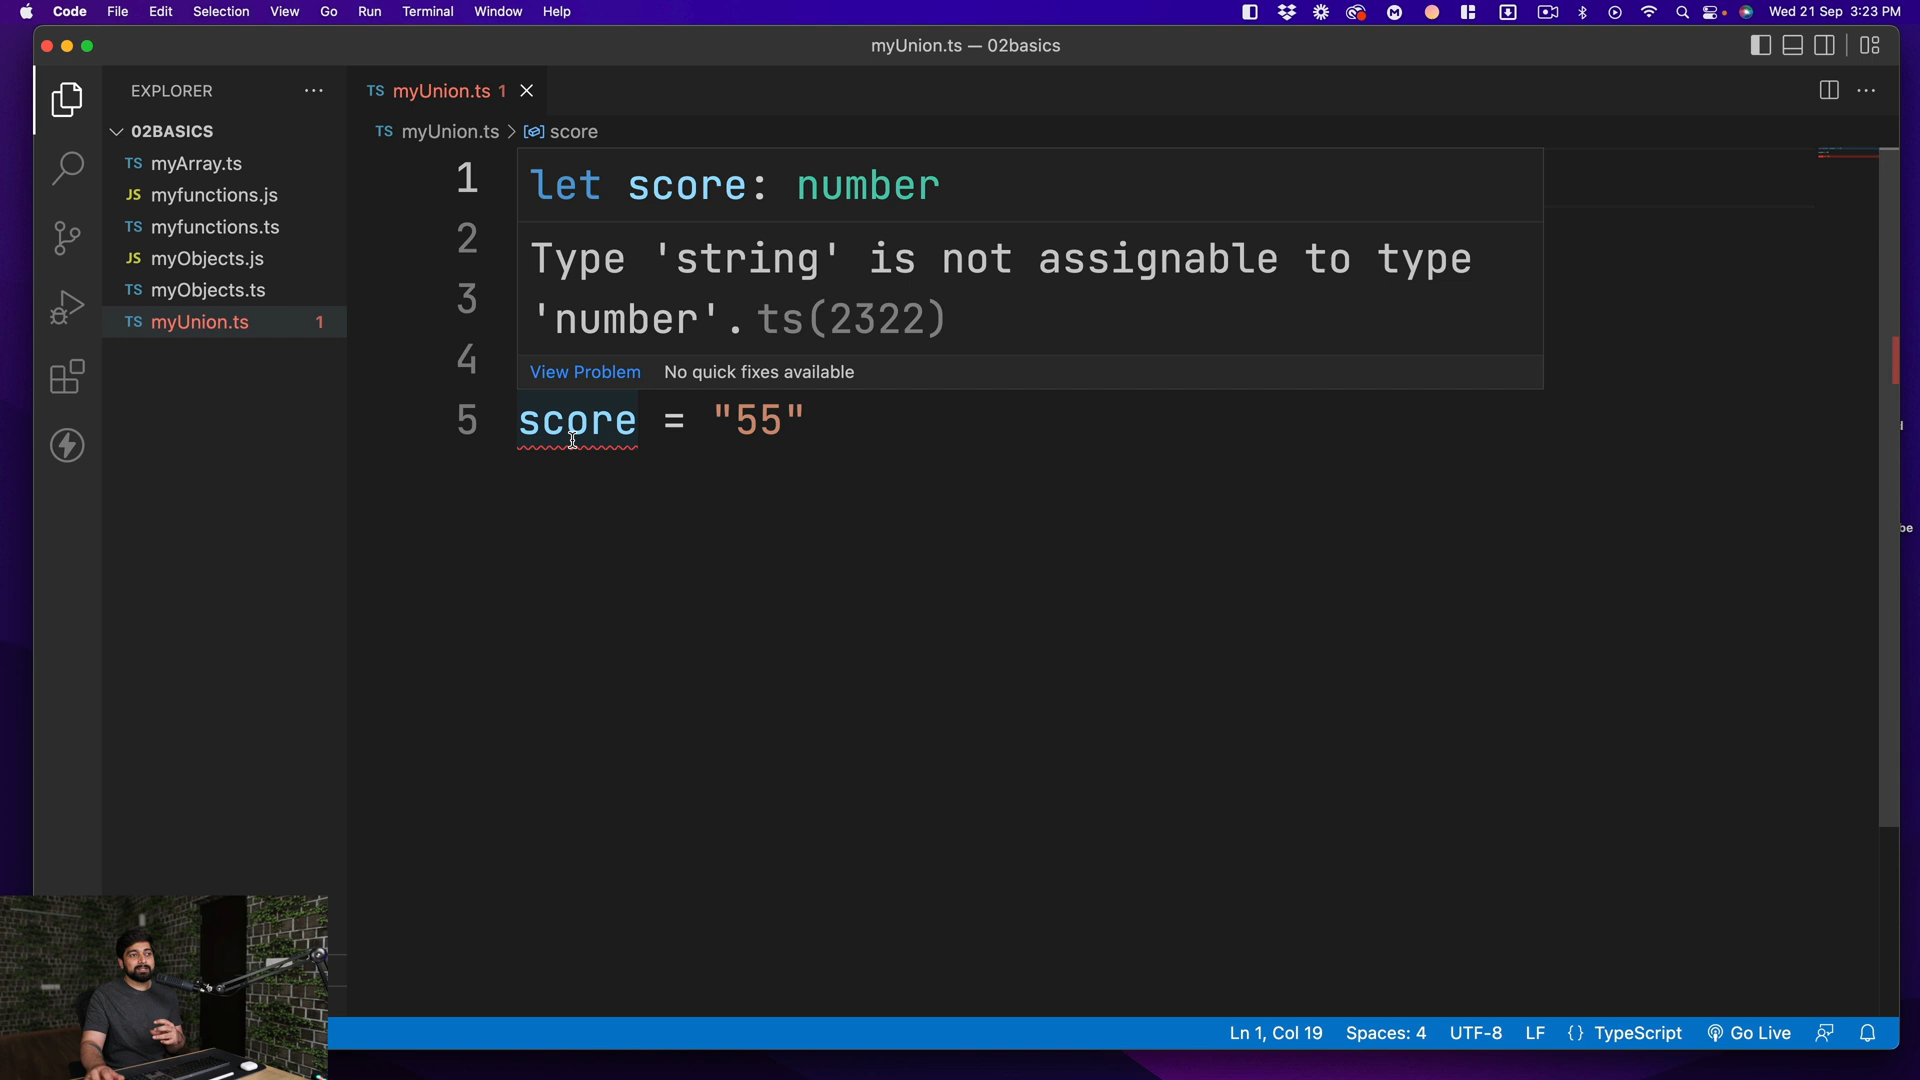 Code File Edit Selection View Go Run Terminal Window Help Wed 21 Sep 3:23 PM
myUnion.ts — 02basics
EXPLORER
TS myUnion.ts 1
02BASICS
TS myUnion.ts > score
TS myArray.ts
JS myfunctions.js
TS myfunctions.ts
JS myObjects.js
TS myObjects.ts
TS myUnion.ts 1
1
let score: number
2
Type 'string' is not assignable to type
3
'number'. ts(2322)
4
View Problem No quick fixes available
5 score = "55"
be
Ln 1, Col 19 Spaces: 4 UTF-8 LF {} TypeScript Go Live